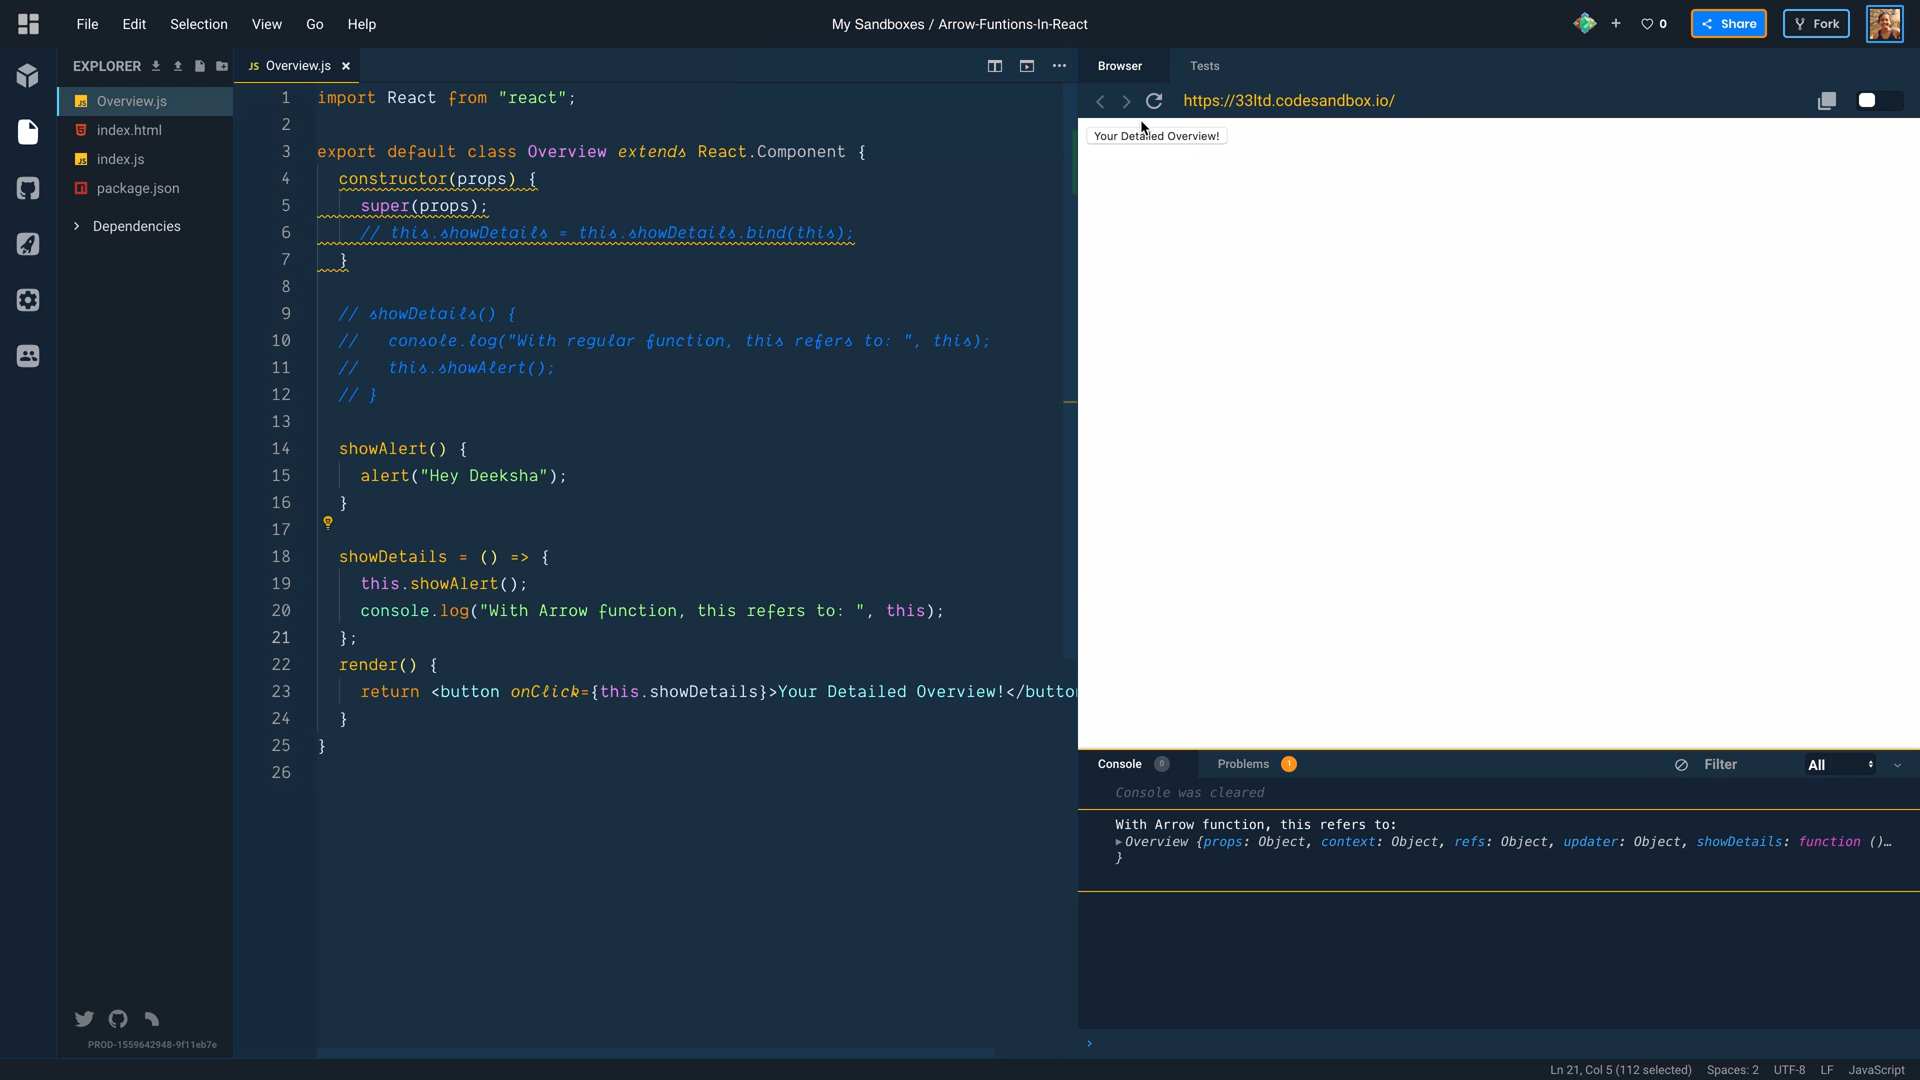 File Edit Selection View Go Help
My Sandboxes / Arrow-Funtions-In-React
0
Share
Fork
EXPLORER
JS Overview.js
Browser
Tests
Overview.js
index.html
index.js
package.json
Dependencies
https://33ltd.codesandbox.io/
Your Detailed Overview!
1 import React from "react";
2
3 export default class Overview extends React.Component {
4 constructor(props) {
5 super(props);
6 // this.showDetails = this.showDetails.bind(this);
7 }
8
9 // showDetails() {
10 // console.log("With regular function, this refers to: ", this);
11 // this.showAlert();
12 // }
13
14 showAlert() {
15 alert("Hey Deeksha");
16 }
17
18 showDetails = () => {
19 this.showAlert();
20 console.log("With Arrow function, this refers to: ", this);
21 };
22 render() {
23 return <button onClick={this.showDetails}>Your Detailed Overview!</butto
24 }
25 }
26
Console 0 Problems 1 Filter All
Console was cleared
With Arrow function, this refers to:
▶Overview {props: Object, context: Object, refs: Object, updater: Object, showDetails: function ()…
}
PROD-1559642948-9f11eb7e
Ln 21, Col 5 (112 selected) Spaces: 2 UTF-8 LF JavaScript